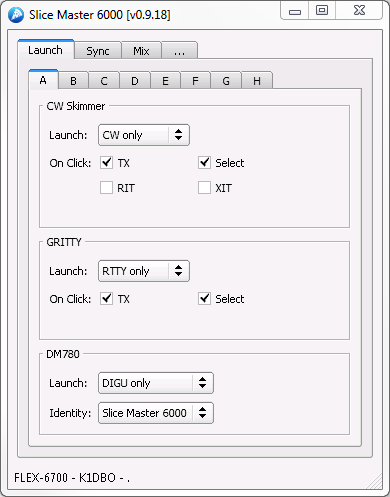 Slice Master 6000 [v0.9.18]
Launch Sync Mix ...
A B C D E F G H
CW Skimmer
Launch: CW only
On Click: TX Select
RIT XIT
GRITTY
Launch: RTTY only
On Click: TX Select
DM780
Launch: DIGU only
Identity: Slice Master 6000
FLEX-6700 - K1DBO - .